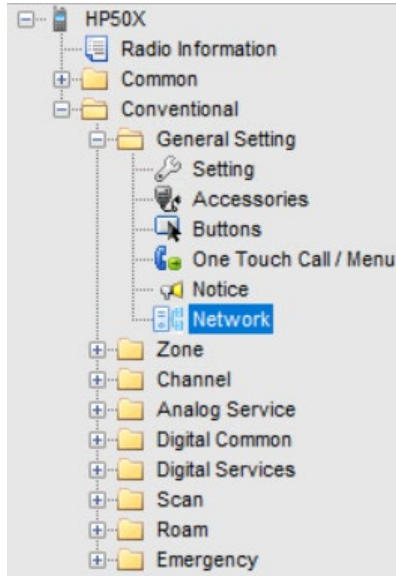 HP50X
Radio Information
Common
Conventional
General Setting
Setting
Accessories
Buttons
One Touch Call / Menu
Notice
Network
Zone
Channel
Analog Service
Digital Common
Digital Services
Scan
Roam
Emergency